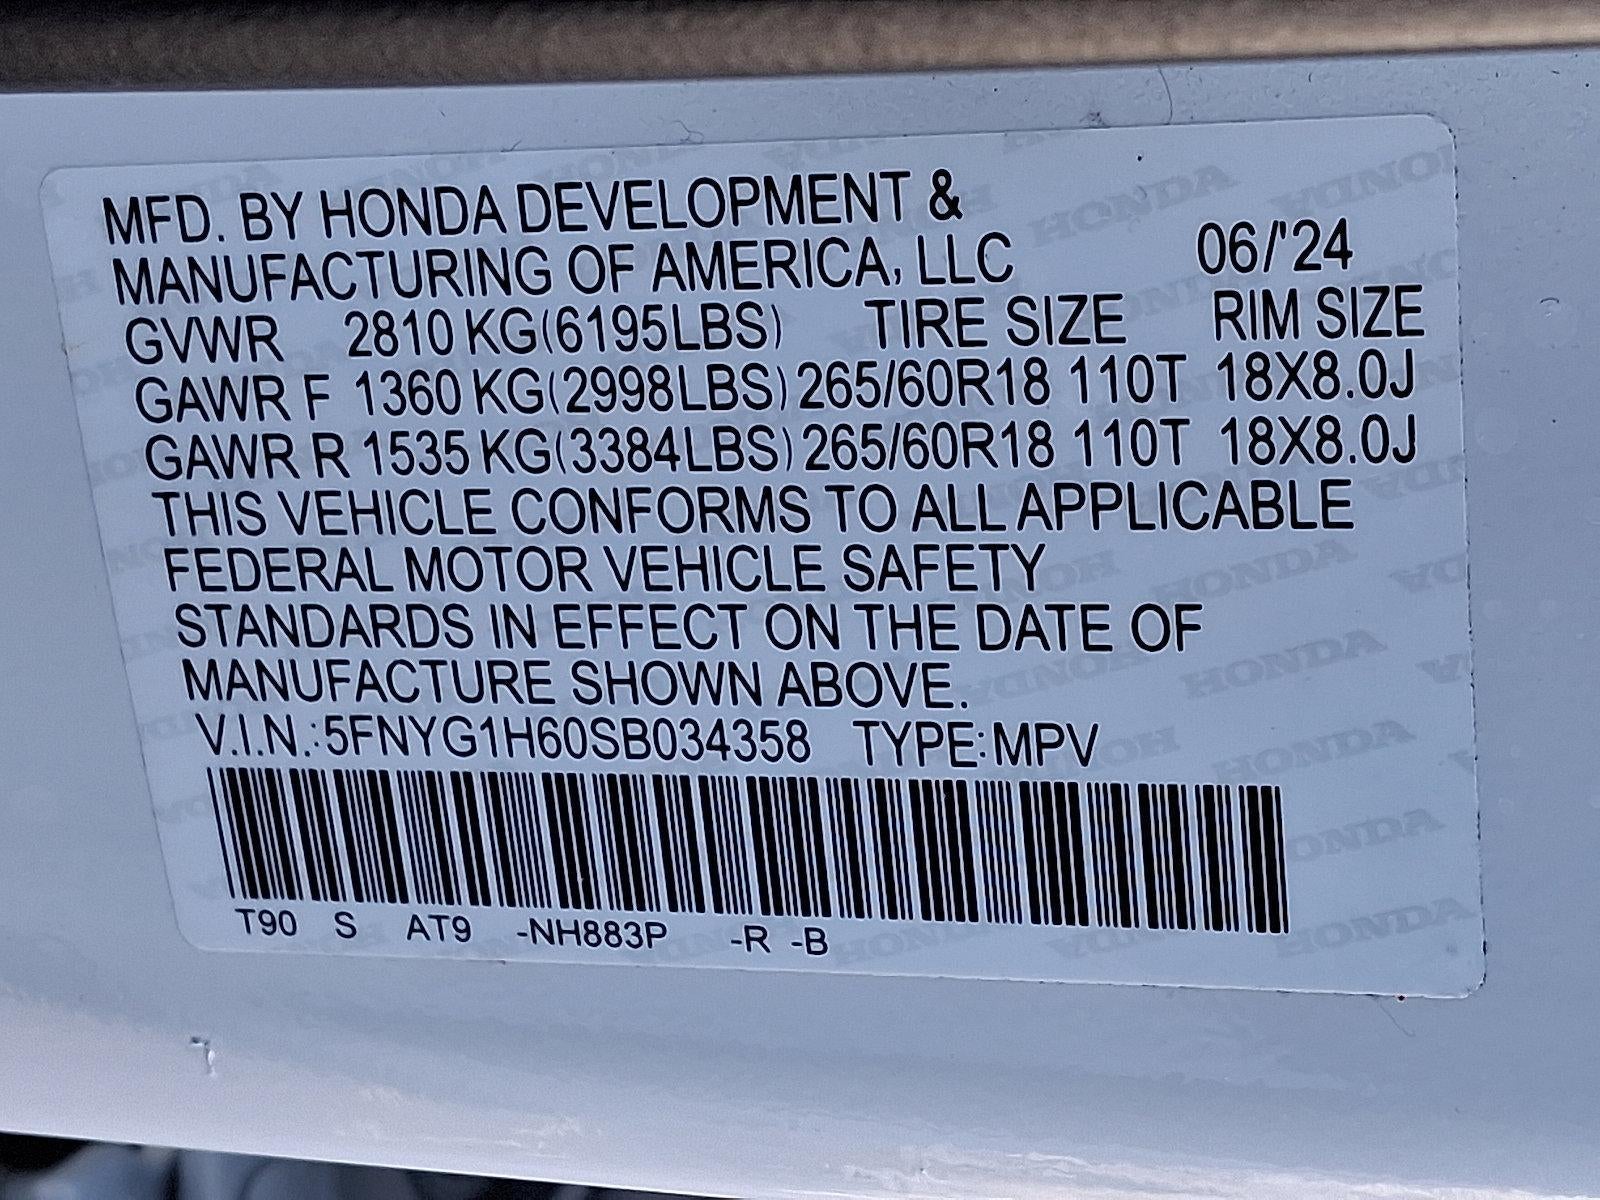 MFD. BY HONDA DEVELOPMENT &
MANUFACTURING OF AMERICA, LLC 06/'24
GVWR 2810 KG(6195LBS) TIRE SIZE RIM SIZE
GAWR F 1360 KG(2998LBS) 265/60R18 110T 18X8.0J
GAWR R 1535 KG(3384LBS) 265/60R18 110T 18X8.0J
THIS VEHICLE CONFORMS TO ALL APPLICABLE
FEDERAL MOTOR VEHICLE SAFETY
STANDARDS IN EFFECT ON THE DATE OF
MANUFACTURE SHOWN ABOVE.
V.I.N.: 5FNYG1H60SB034358 TYPE: MPV
T90 S AT9 -NH883P -R -B